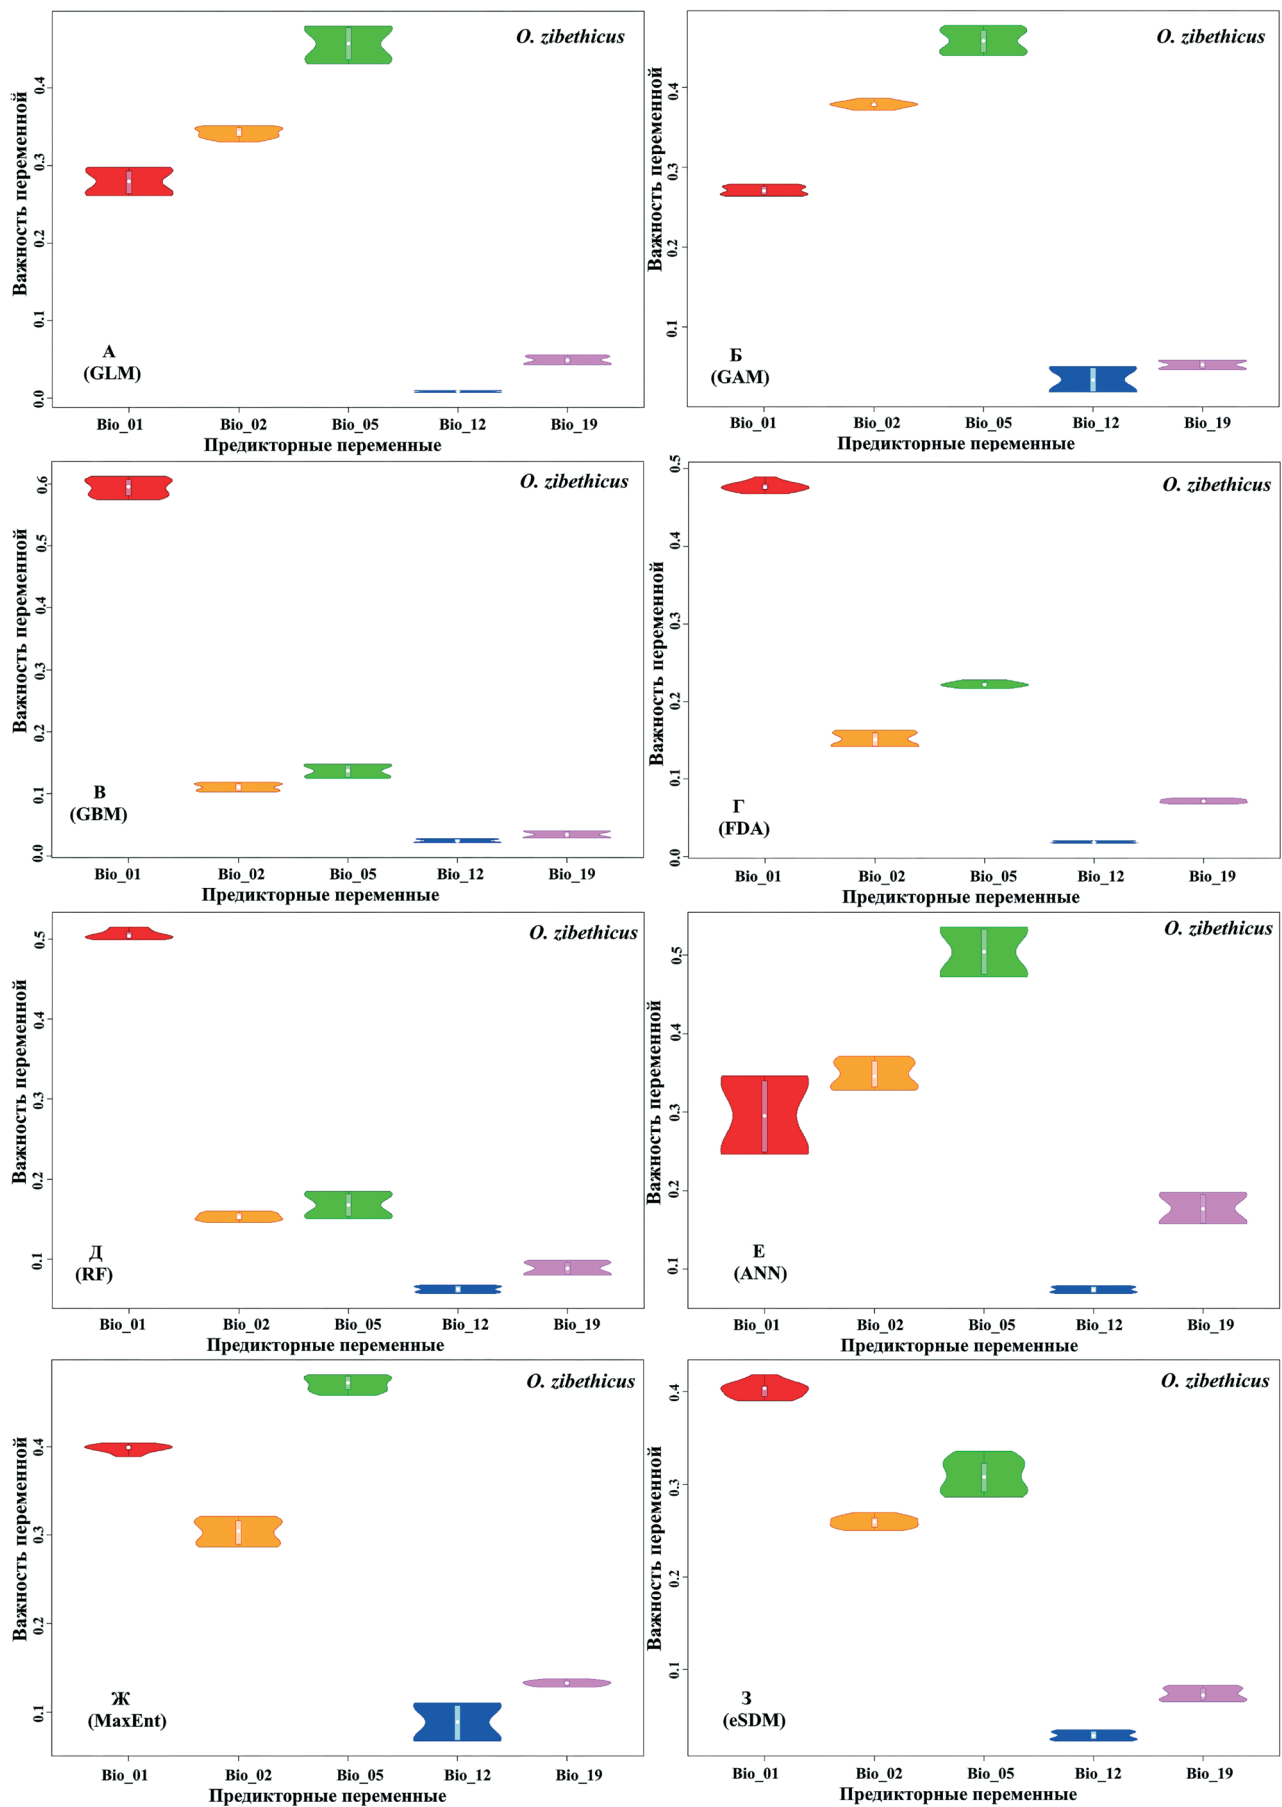 O. zibethicus
Важность переменной
0.4
0.3
0.2
0.1
0.0
А
(GLM)
Bio_01 Bio_02 Bio_05 Bio_12 Bio_19
Предикторные переменные
O. zibethicus
Важность переменной
0.4
0.3
0.2
0.1
Б
(GAM)
Bio_01 Bio_02 Bio_05 Bio_12 Bio_19
Предикторные переменные
O. zibethicus
Важность переменной
0.6
0.5
0.4
0.3
0.2
0.1
0.0
В
(GBM)
Bio_01 Bio_02 Bio_05 Bio_12 Bio_19
Предикторные переменные
O. zibethicus
Важность переменной
0.5
0.4
0.3
0.2
0.1
0.0
Г
(FDA)
Bio_01 Bio_02 Bio_05 Bio_12 Bio_19
Предикторные переменные
O. zibethicus
Важность переменной
0.5
0.4
0.3
0.2
0.1
Д
(RF)
Bio_01 Bio_02 Bio_05 Bio_12 Bio_19
Предикторные переменные
O. zibethicus
Важность переменной
0.5
0.4
0.3
0.2
0.1
Е
(ANN)
Bio_01 Bio_02 Bio_05 Bio_12 Bio_19
Предикторные переменные
O. zibethicus
Важность переменной
0.4
0.3
0.2
0.1
Ж
(MaxEnt)
Bio_01 Bio_02 Bio_05 Bio_12 Bio_19
Предикторные переменные
O. zibethicus
Важность переменной
0.4
0.3
0.2
0.1
З
(eSDM)
Bio_01 Bio_02 Bio_05 Bio_12 Bio_19
Предикторные переменные